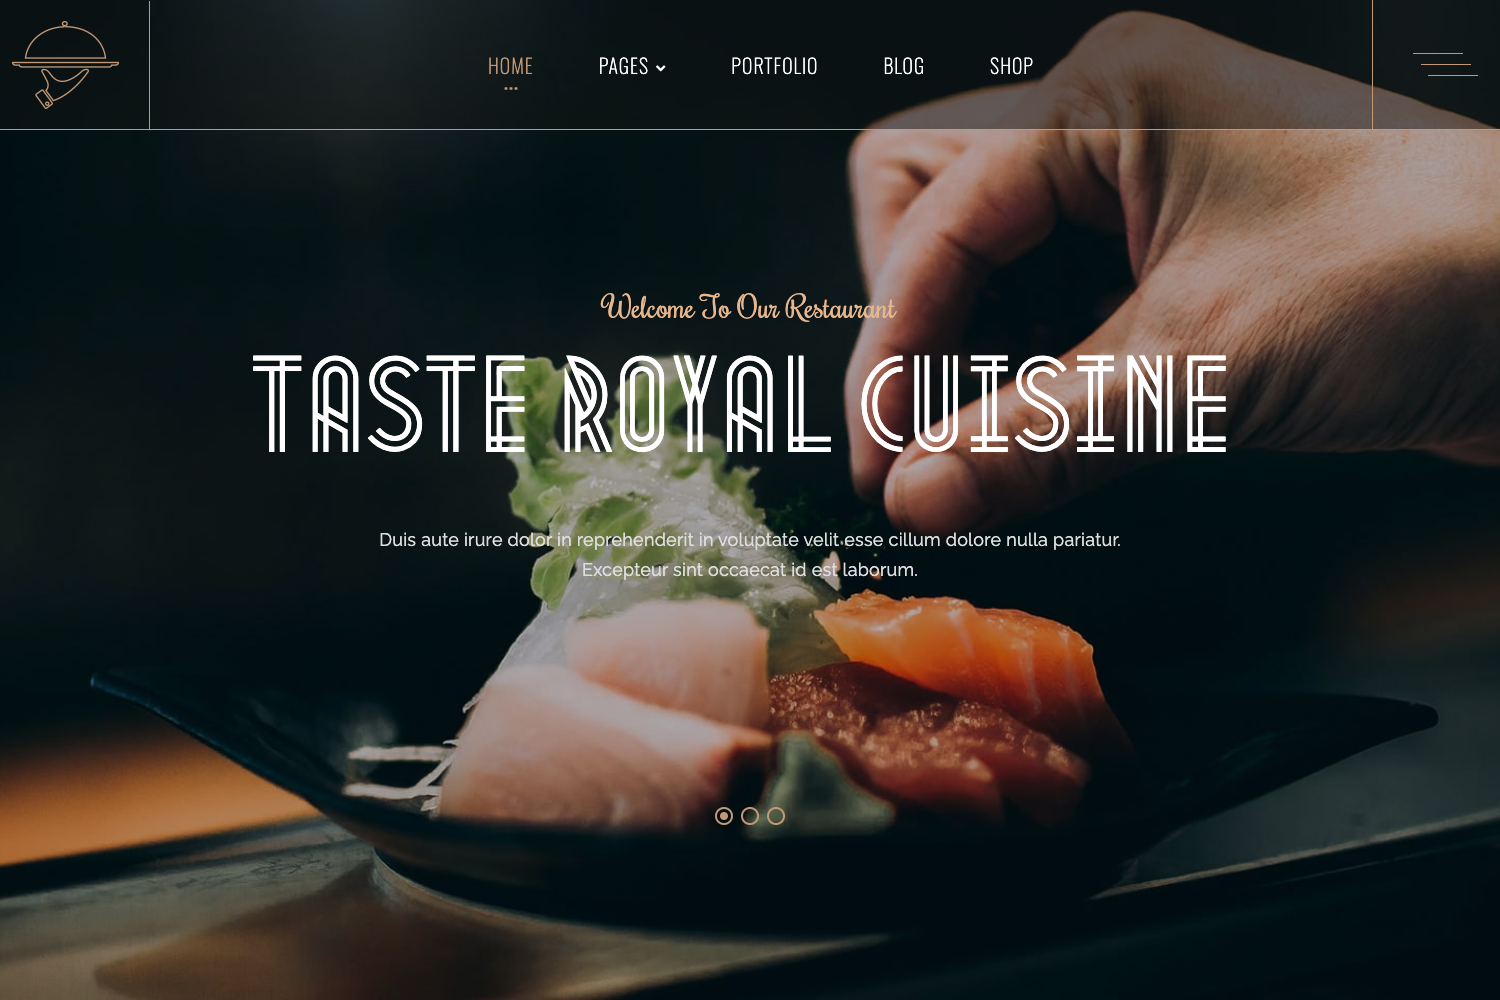 HOME
PAGES
PORTFOLIO
BLOG
SHOP
Welcome To Our Restaurant
TASTE ROYAL CUISINE
Duis aute irure dolor in reprehenderit in voluptate velit esse cillum dolore nulla pariatur.
Excepteur sint occaecat id est laborum.